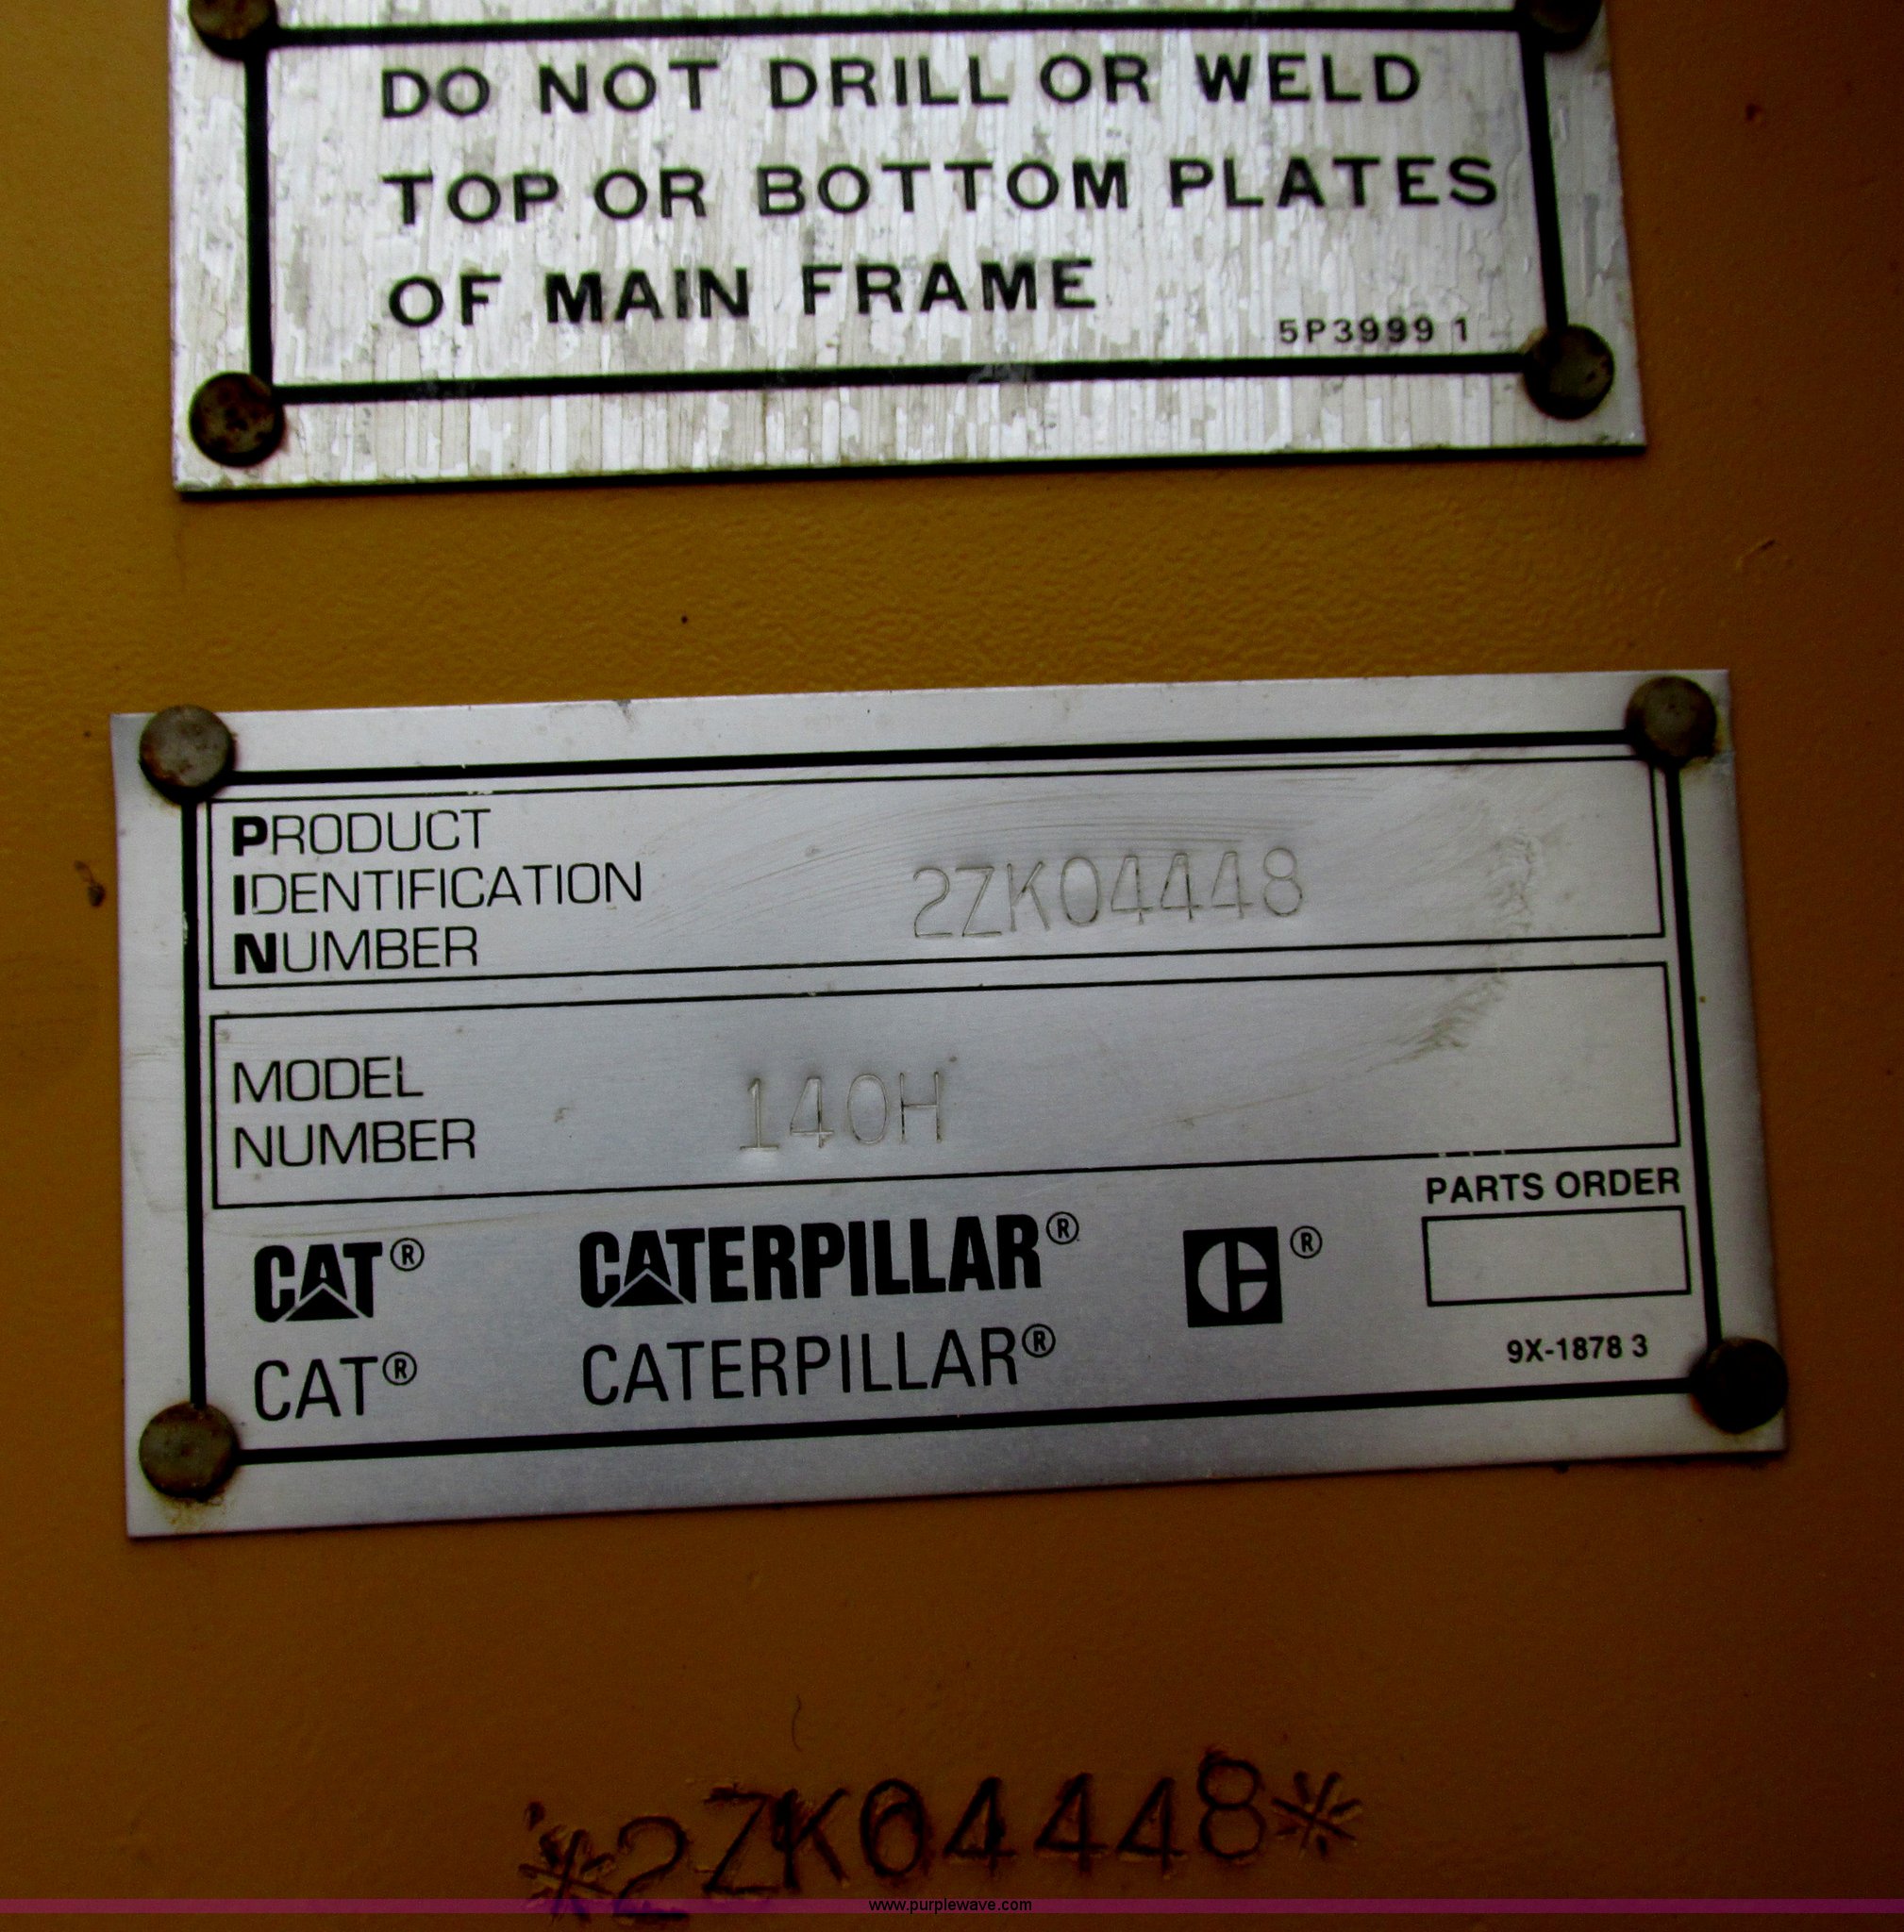 DO NOT DRILL OR WELD
TOP OR BOTTOM PLATES
OF MAIN FRAME
5P3999 1
PRODUCT
IDENTIFICATION
NUMBER
2ZK04448
MODEL
NUMBER
140H
PARTS ORDER
CAT® CATERPILLAR® ®
CAT® CATERPILLAR®
9X-1878 3
*2ZK04448*
www.purplewave.com